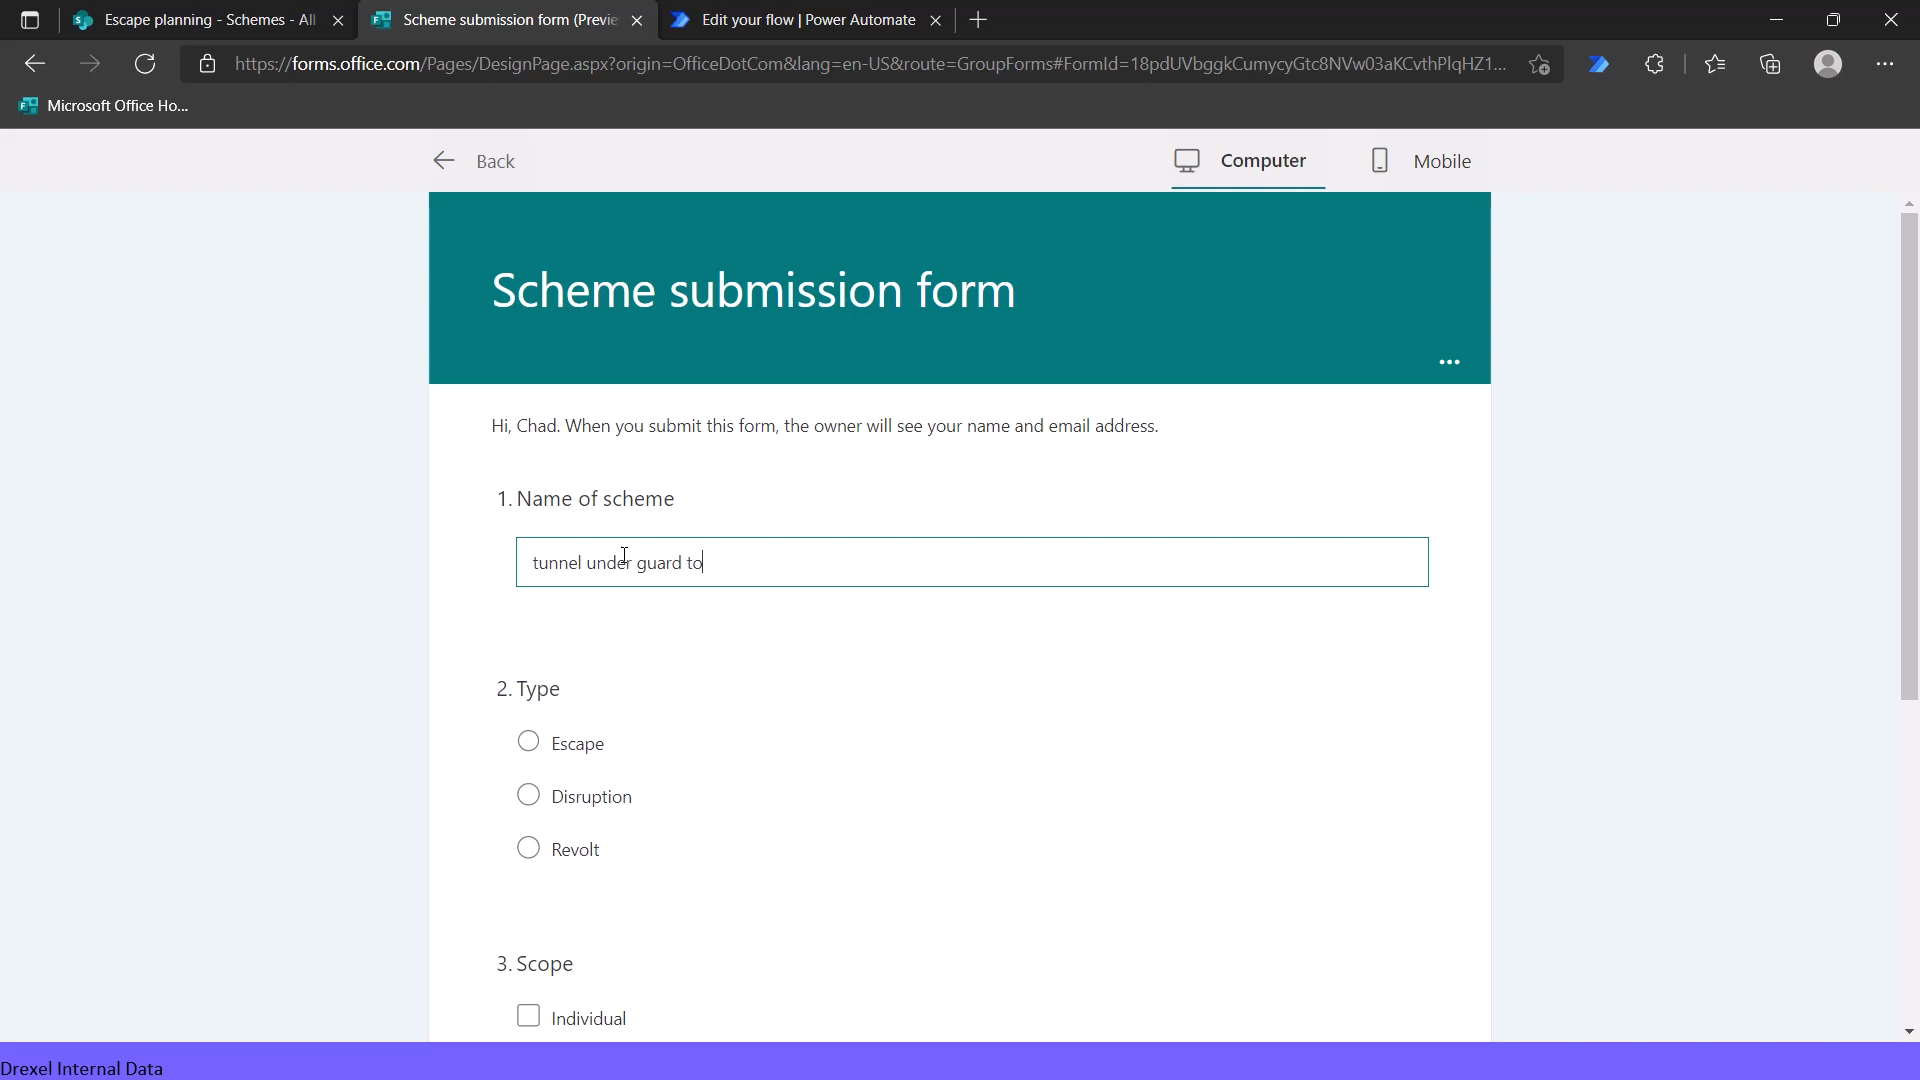 Escape planning - Schemes - All
Scheme submission form (Previe
Edit your flow | Power Automate
https://forms.office.com/Pages/DesignPage.aspx?origin=OfficeDotCom&lang=en-US&route=GroupForms#FormId=18pdUVbggkCumycyGtc8NVw03aKCvthPlqHZ1...
Microsoft Office Ho...
Back
Computer
Mobile
Scheme submission form
Hi, Chad. When you submit this form, the owner will see your name and email address.
1. Name of scheme
tunnel under guard to
2. Type
Escape
Disruption
Revolt
3. Scope
Individual
Drexel Internal Data